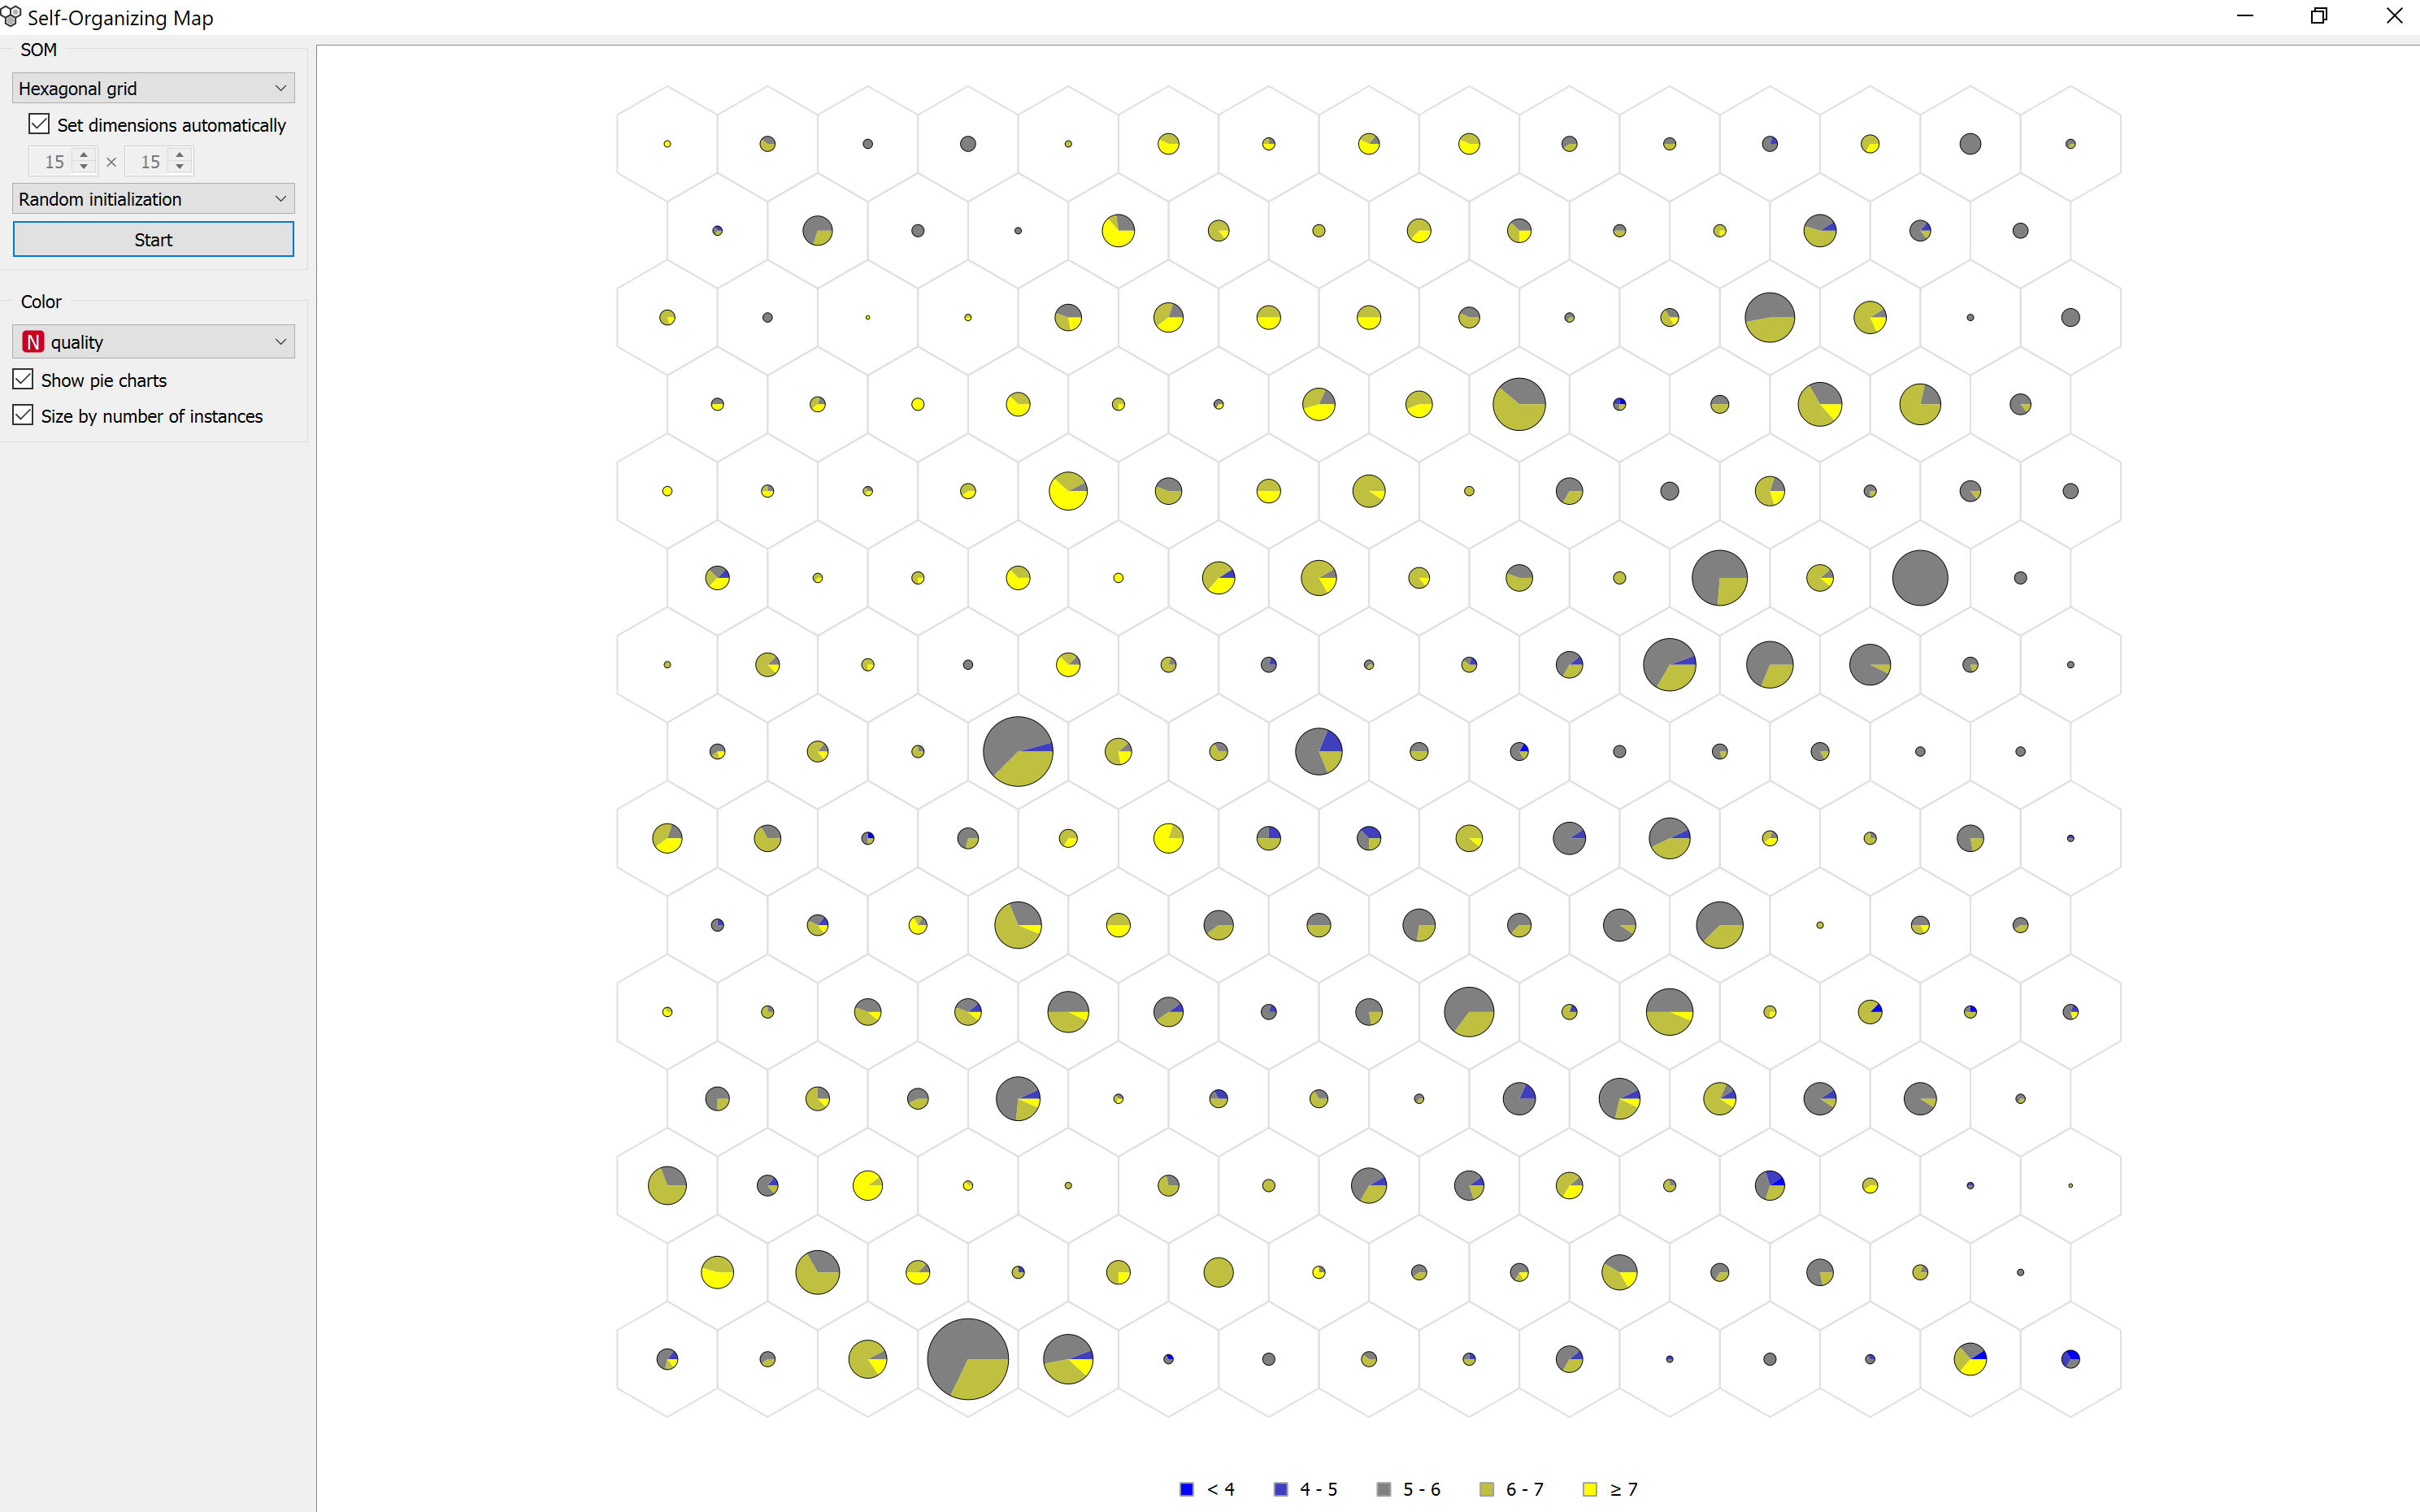 Self-Organizing Map
SOM
Hexagonal grid
Set dimensions automatically
15 × 15
Random initialization
Start
Color
N quality
Show pie charts
Size by number of instances
< 4 4 - 5 5 - 6 6 - 7 ≥ 7